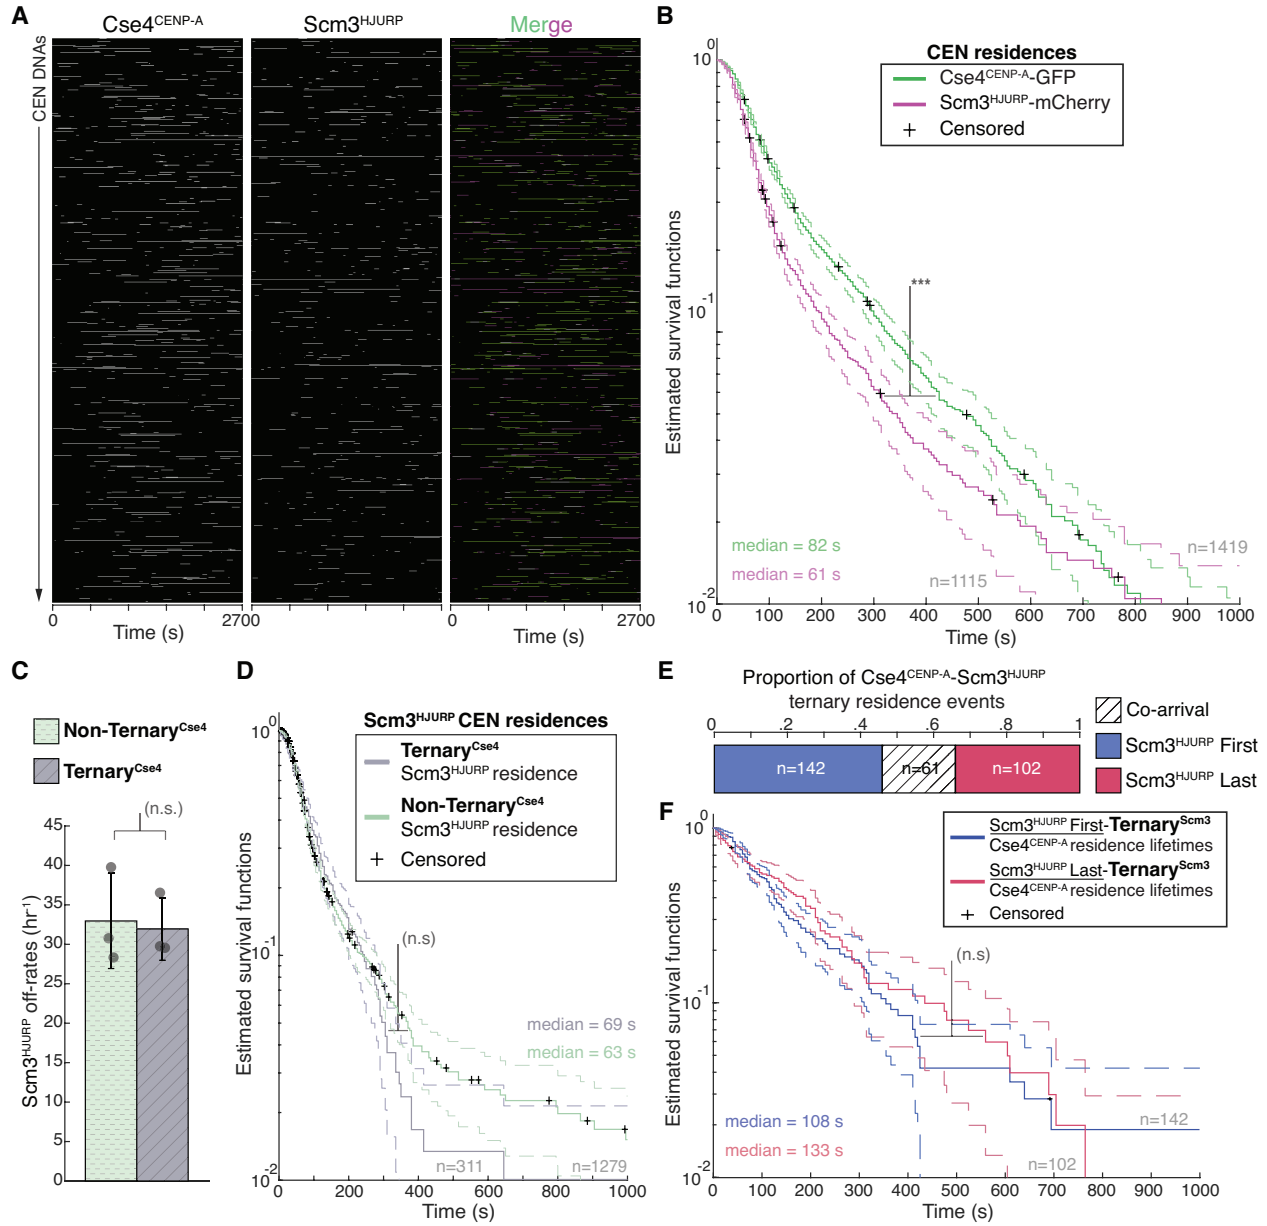 A
Cse4CENP-A
Scm3HJURP
Merge
CEN DNAs
0
2700
0
2700
Time (s)
Time (s)
B
CEN residences
Cse4CENP-A-GFP
Scm3HJURP-mCherry
Censored
Estimated survival functions
10 0
10 -1
10 -2
***
median = 82 s
median = 61 s
n=1419
n=1115
0 100 200 300 400 500 600 700 800 900 1000
Time (s)
C
Non-TernaryCse4
TernaryCse4
(n.s.)
Scm3HJURP off-rates (hr-1)
45
40
35
30
25
20
15
10
5
0
D
Scm3HJURP CEN residences
TernaryCse4
Scm3HJURP residence
Non-TernaryCse4
Scm3HJURP residence
Censored
Estimated survival functions
10 0
10 -1
10 -2
(n.s)
median = 69 s
median = 63 s
n=311
n=1279
0 200 400 600 800 1000
Time (s)
E
Proportion of Cse4CENP-A-Scm3HJURP
ternary residence events
0 .2 .4 .6 .8 1
n=142
n=61
n=102
Co-arrival
Scm3HJURP First
Scm3HJURP Last
F
Scm3HJURP First-TernaryScm3
Cse4CENP-A residence lifetimes
Scm3HJURP Last-TernaryScm3
Cse4CENP-A residence lifetimes
Censored
Estimated survival functions
10 0
10 -1
10 -2
(n.s)
median = 108 s
median = 133 s
n=142
n=102
0 100 200 300 400 500 600 700 800 900 1000
Time (s)